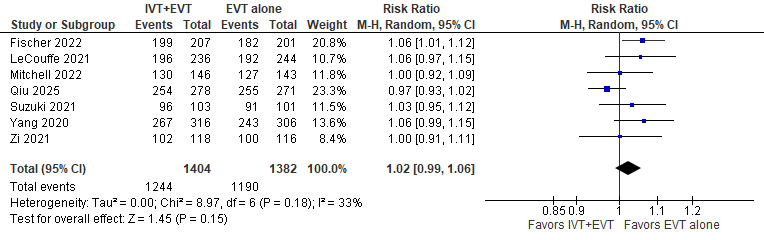 IVT+EVT EVT alone Risk Ratio Risk Ratio
Study or Subgroup Events Total Events Total Weight M-H, Random, 95% CI M-H, Random, 95% CI
Fischer 2022 199 207 182 201 20.8% 1.06 [1.01, 1.12]
LeCouffe 2021 196 236 192 244 10.7% 1.06 [0.97, 1.15]
Mitchell 2022 130 146 127 143 11.0% 1.00 [0.92, 1.09]
Qiu 2025 254 278 255 271 23.3% 0.97 [0.93, 1.02]
Suzuki 2021 96 103 91 101 12.2% 1.03 [0.95, 1.12]
Yang 2020 267 316 243 306 13.6% 1.06 [0.99, 1.15]
Zi 2021 102 118 100 116 8.4% 1.00 [0.91, 1.11]
Total (95% CI) 1404 1382 100.0% 1.02 [0.99, 1.06]
Total events 1244 1190
Heterogeneity: Tau² = 0.00; Chi² = 8.97, df = 6 (P = 0.18); I² = 33%
Test for overall effect: Z = 1.45 (P = 0.15)
0.85 0.9 1 1.1 1.2
Favors IVT+EVT Favors EVT alone